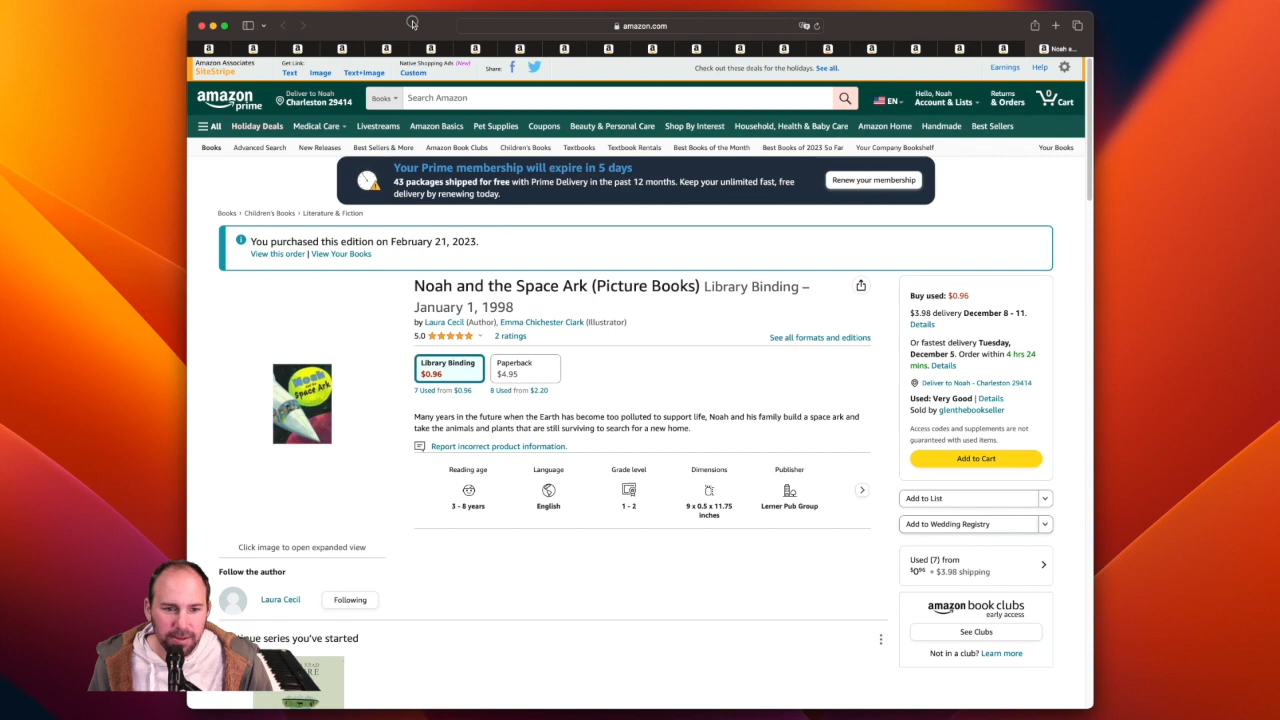 amazon.com
Noah e...
Amazon Associates
SiteStripe
Get Link:
Text Image Text+Image
Native Shopping Ads (New)
Custom
Share:
Check out these deals for the holidays. See all.
Earnings Help
amazon prime
Deliver to Noah
Charleston 29414
Books
Search Amazon
EN
Hello, Noah
Account & Lists
Returns
& Orders
0
Cart
All Holiday Deals Medical Care Livestreams Amazon Basics Pet Supplies Coupons Beauty & Personal Care Shop By Interest Household, Health & Baby Care Amazon Home Handmade Best Sellers
Books Advanced Search New Releases Best Sellers & More Amazon Book Clubs Children's Books Textbooks Textbook Rentals Best Books of the Month Best Books of 2023 So Far Your Company Bookshelf Your Books
Your Prime membership will expire in 5 days
43 packages shipped for free with Prime Delivery in the past 12 months. Keep your unlimited fast, free
delivery by renewing today.
Renew your membership
Books › Children's Books › Literature & Fiction
You purchased this edition on February 21, 2023.
View this order | View Your Books
Noah and the Space Ark (Picture Books) Library Binding –
January 1, 1998
by Laura Cecil (Author), Emma Chichester Clark (Illustrator)
5.0 2 ratings
See all formats and editions
Library Binding
$0.96
Paperback
$4.95
7 Used from $0.96
8 Used from $2.20
Many years in the future when the Earth has become too polluted to support life, Noah and his family build a space ark and
take the animals and plants that are still surviving to search for a new home.
Report incorrect product information.
Reading age Language Grade level Dimensions Publisher
3 - 8 years English 1 - 2 9 x 0.5 x 11.75 Lerner Pub Group
inches
Noah
and the
Space Ark
Click image to open expanded view
Follow the author
Laura Cecil
Following
Continue series you've started
Buy used: $0.96
$3.98 delivery December 8 - 11.
Details
Or fastest delivery Tuesday,
December 5. Order within 4 hrs 24
mins. Details
Deliver to Noah - Charleston 29414
Used: Very Good | Details
Sold by glenthebookseller
Access codes and supplements are not
guaranteed with used items.
Add to Cart
Add to List
Add to Wedding Registry
Used (7) from
$0.96 + $3.98 shipping
amazon book clubs
early access
See Clubs
Not in a club? Learn more